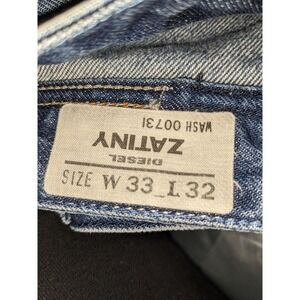 WASH 00731
ZATINY
DIESEL
SIZE W 33 L 32